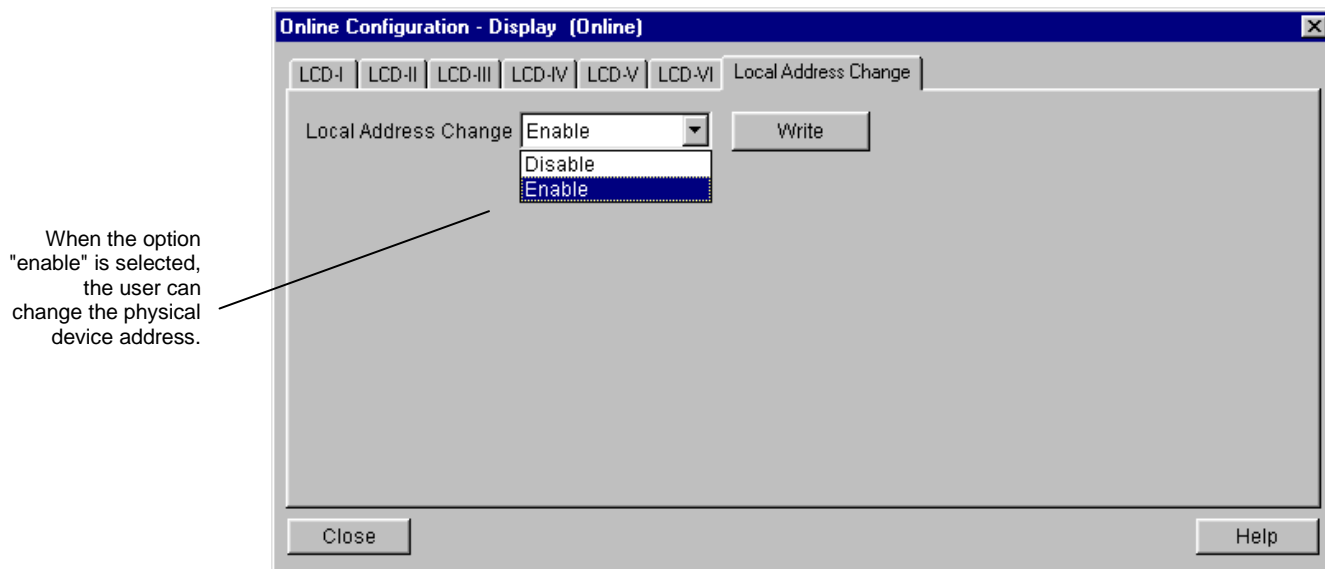 Online Configuration - Display (Online)
LCD-I LCD-II LCD-III LCD-IV LCD-V LCD-VI Local Address Change
Local Address Change Enable Write
Disable
Enable
When the option
"enable" is selected,
the user can
change the physical
device address.
Close Help